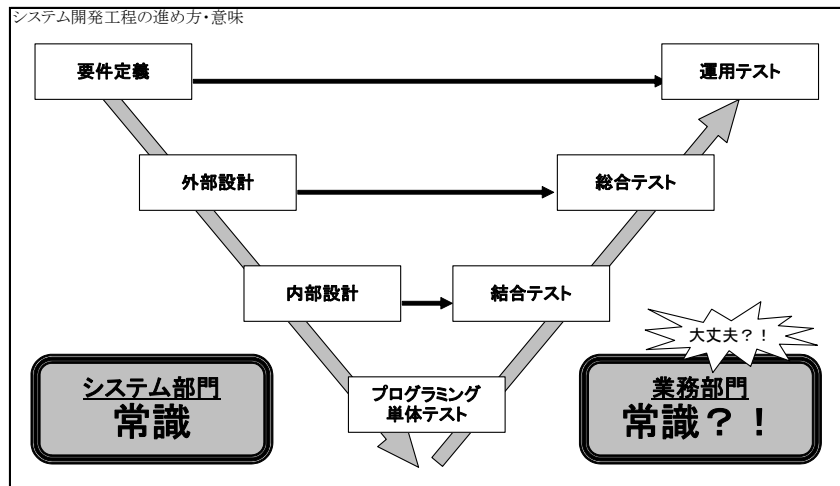 システム開発工程の進め方・意味
要件定義
運用テスト
外部設計
総合テスト
内部設計
結合テスト
大丈夫？！
システム部門
常識
プログラミング
単体テスト
業務部門
常識？！